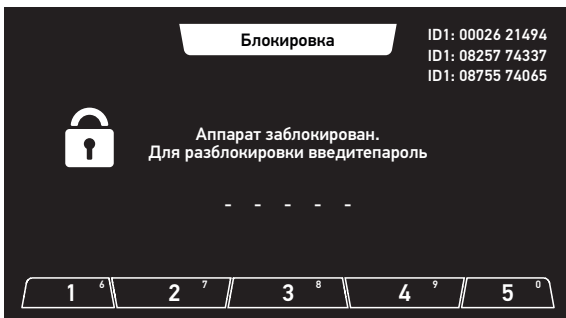 Блокировка
ID1: 00026 21494
ID1: 08257 74337
ID1: 08755 74065
Аппарат заблокирован.
Для разблокировки введитепароль
- - - - -
1 6 2 7 3 8 4 9 5 0